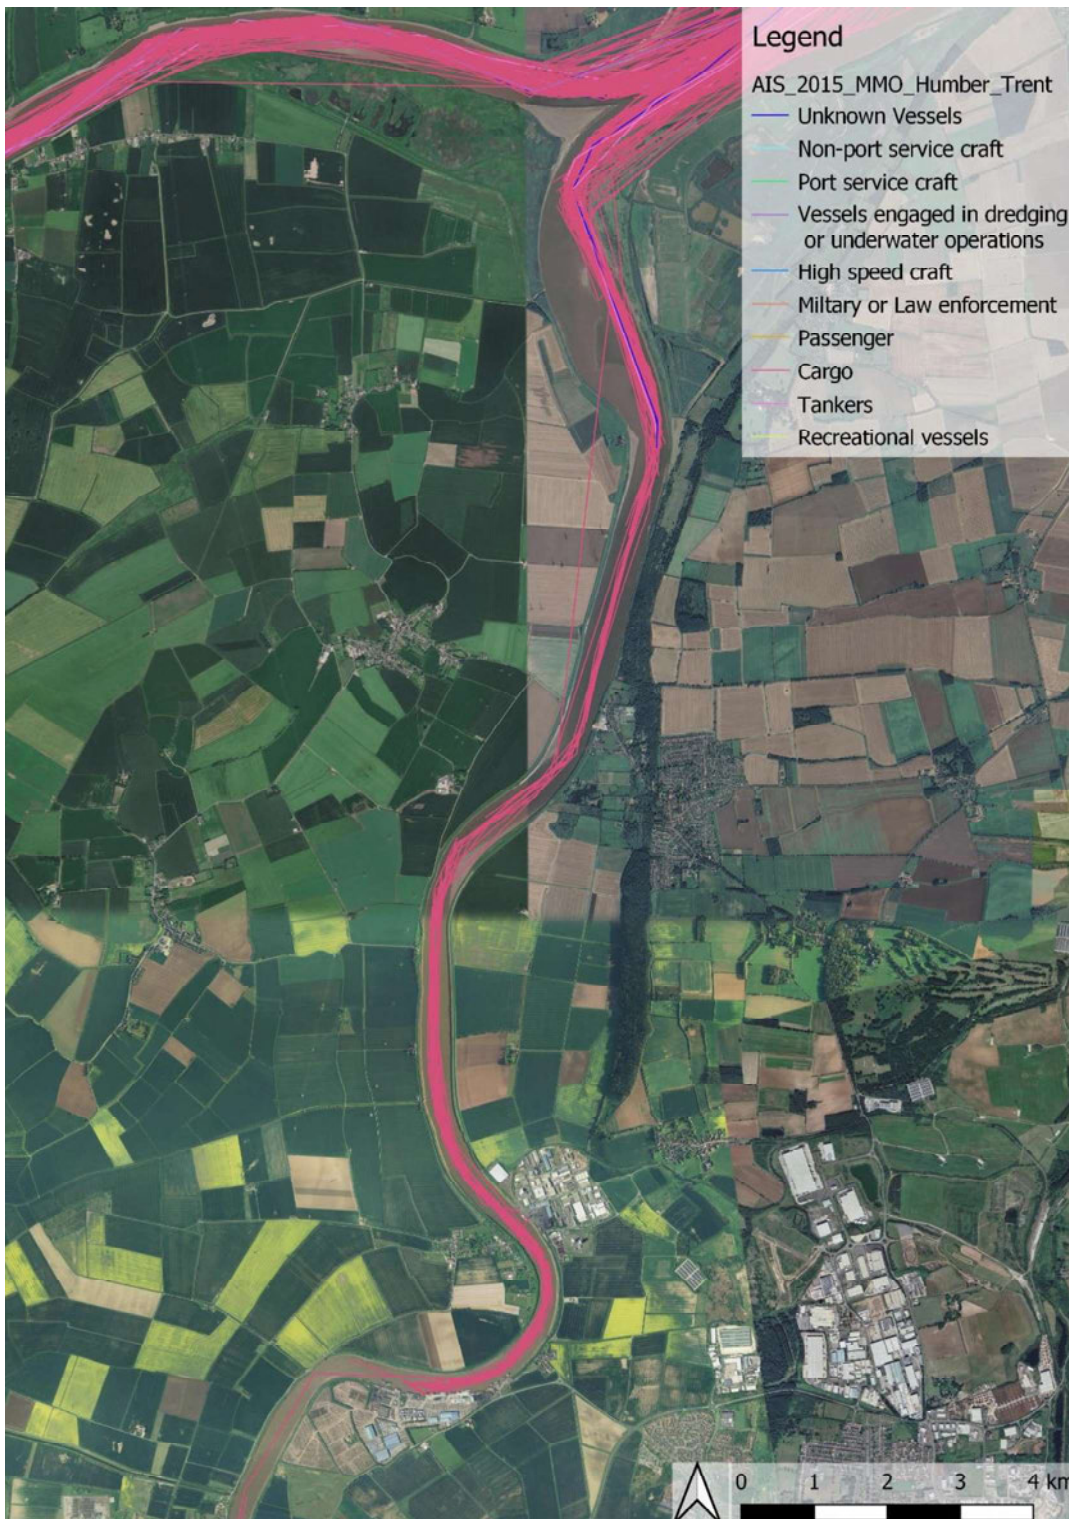 Legend
AIS_2015_MMO_Humber_Trent
Unknown Vessels
Non-port service craft
Port service craft
Vessels engaged in dredging
or underwater operations
High speed craft
Miltary or Law enforcement
Passenger
Cargo
Tankers
Recreational vessels
0 1 2 3 4 km